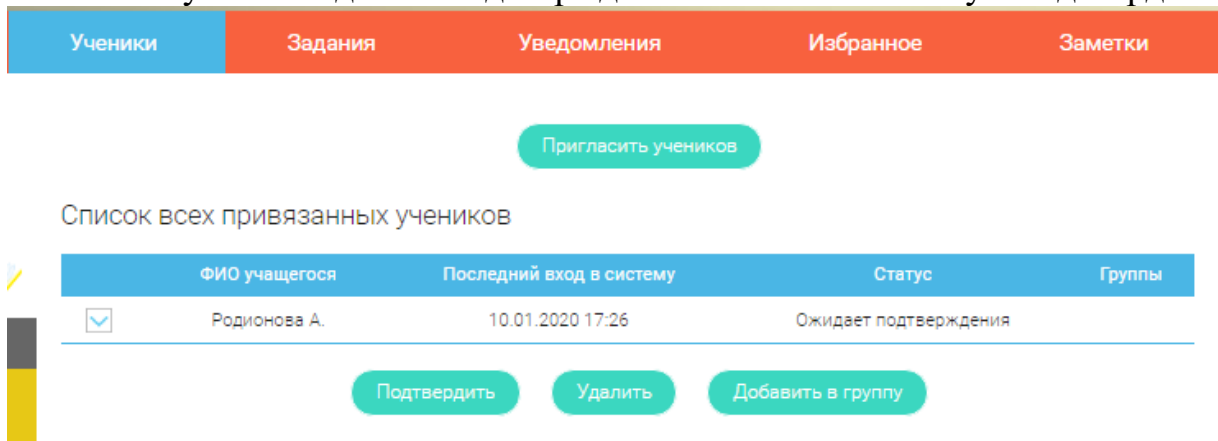 Ученики Задания Уведомления Избранное Заметки
Пригласить учеников
Список всех привязанных учеников
ФИО учащегося Последний вход в систему Статус Группы
Родионова А. 10.01.2020 17:26 Ожидает подтверждения
Подтвердить Удалить Добавить в группу